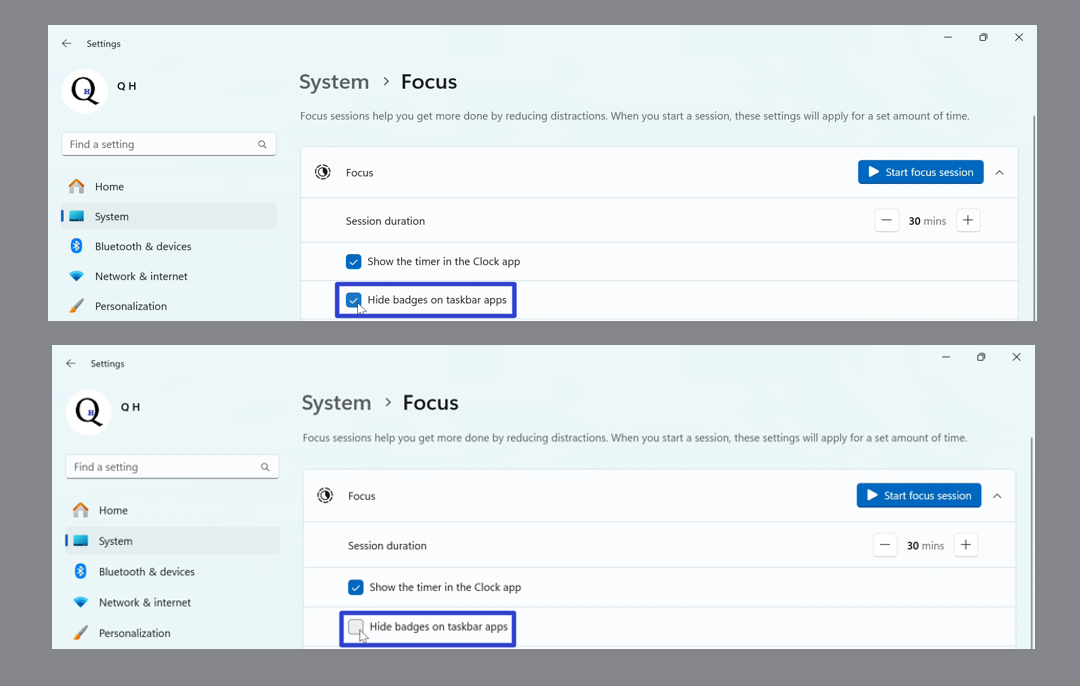 Settings
Q H
Q H
System > Focus
Focus sessions help you get more done by reducing distractions. When you start a session, these settings will apply for a set amount of time.
Find a setting
Focus
Start focus session
Home
System
Session duration
30 mins
Bluetooth & devices
Show the timer in the Clock app
Network & internet
Hide badges on taskbar apps
Personalization
Settings
Q H
Q H
System > Focus
Focus sessions help you get more done by reducing distractions. When you start a session, these settings will apply for a set amount of time.
Find a setting
Focus
Start focus session
Home
System
Session duration
30 mins
Bluetooth & devices
Show the timer in the Clock app
Network & internet
Hide badges on taskbar apps
Personalization